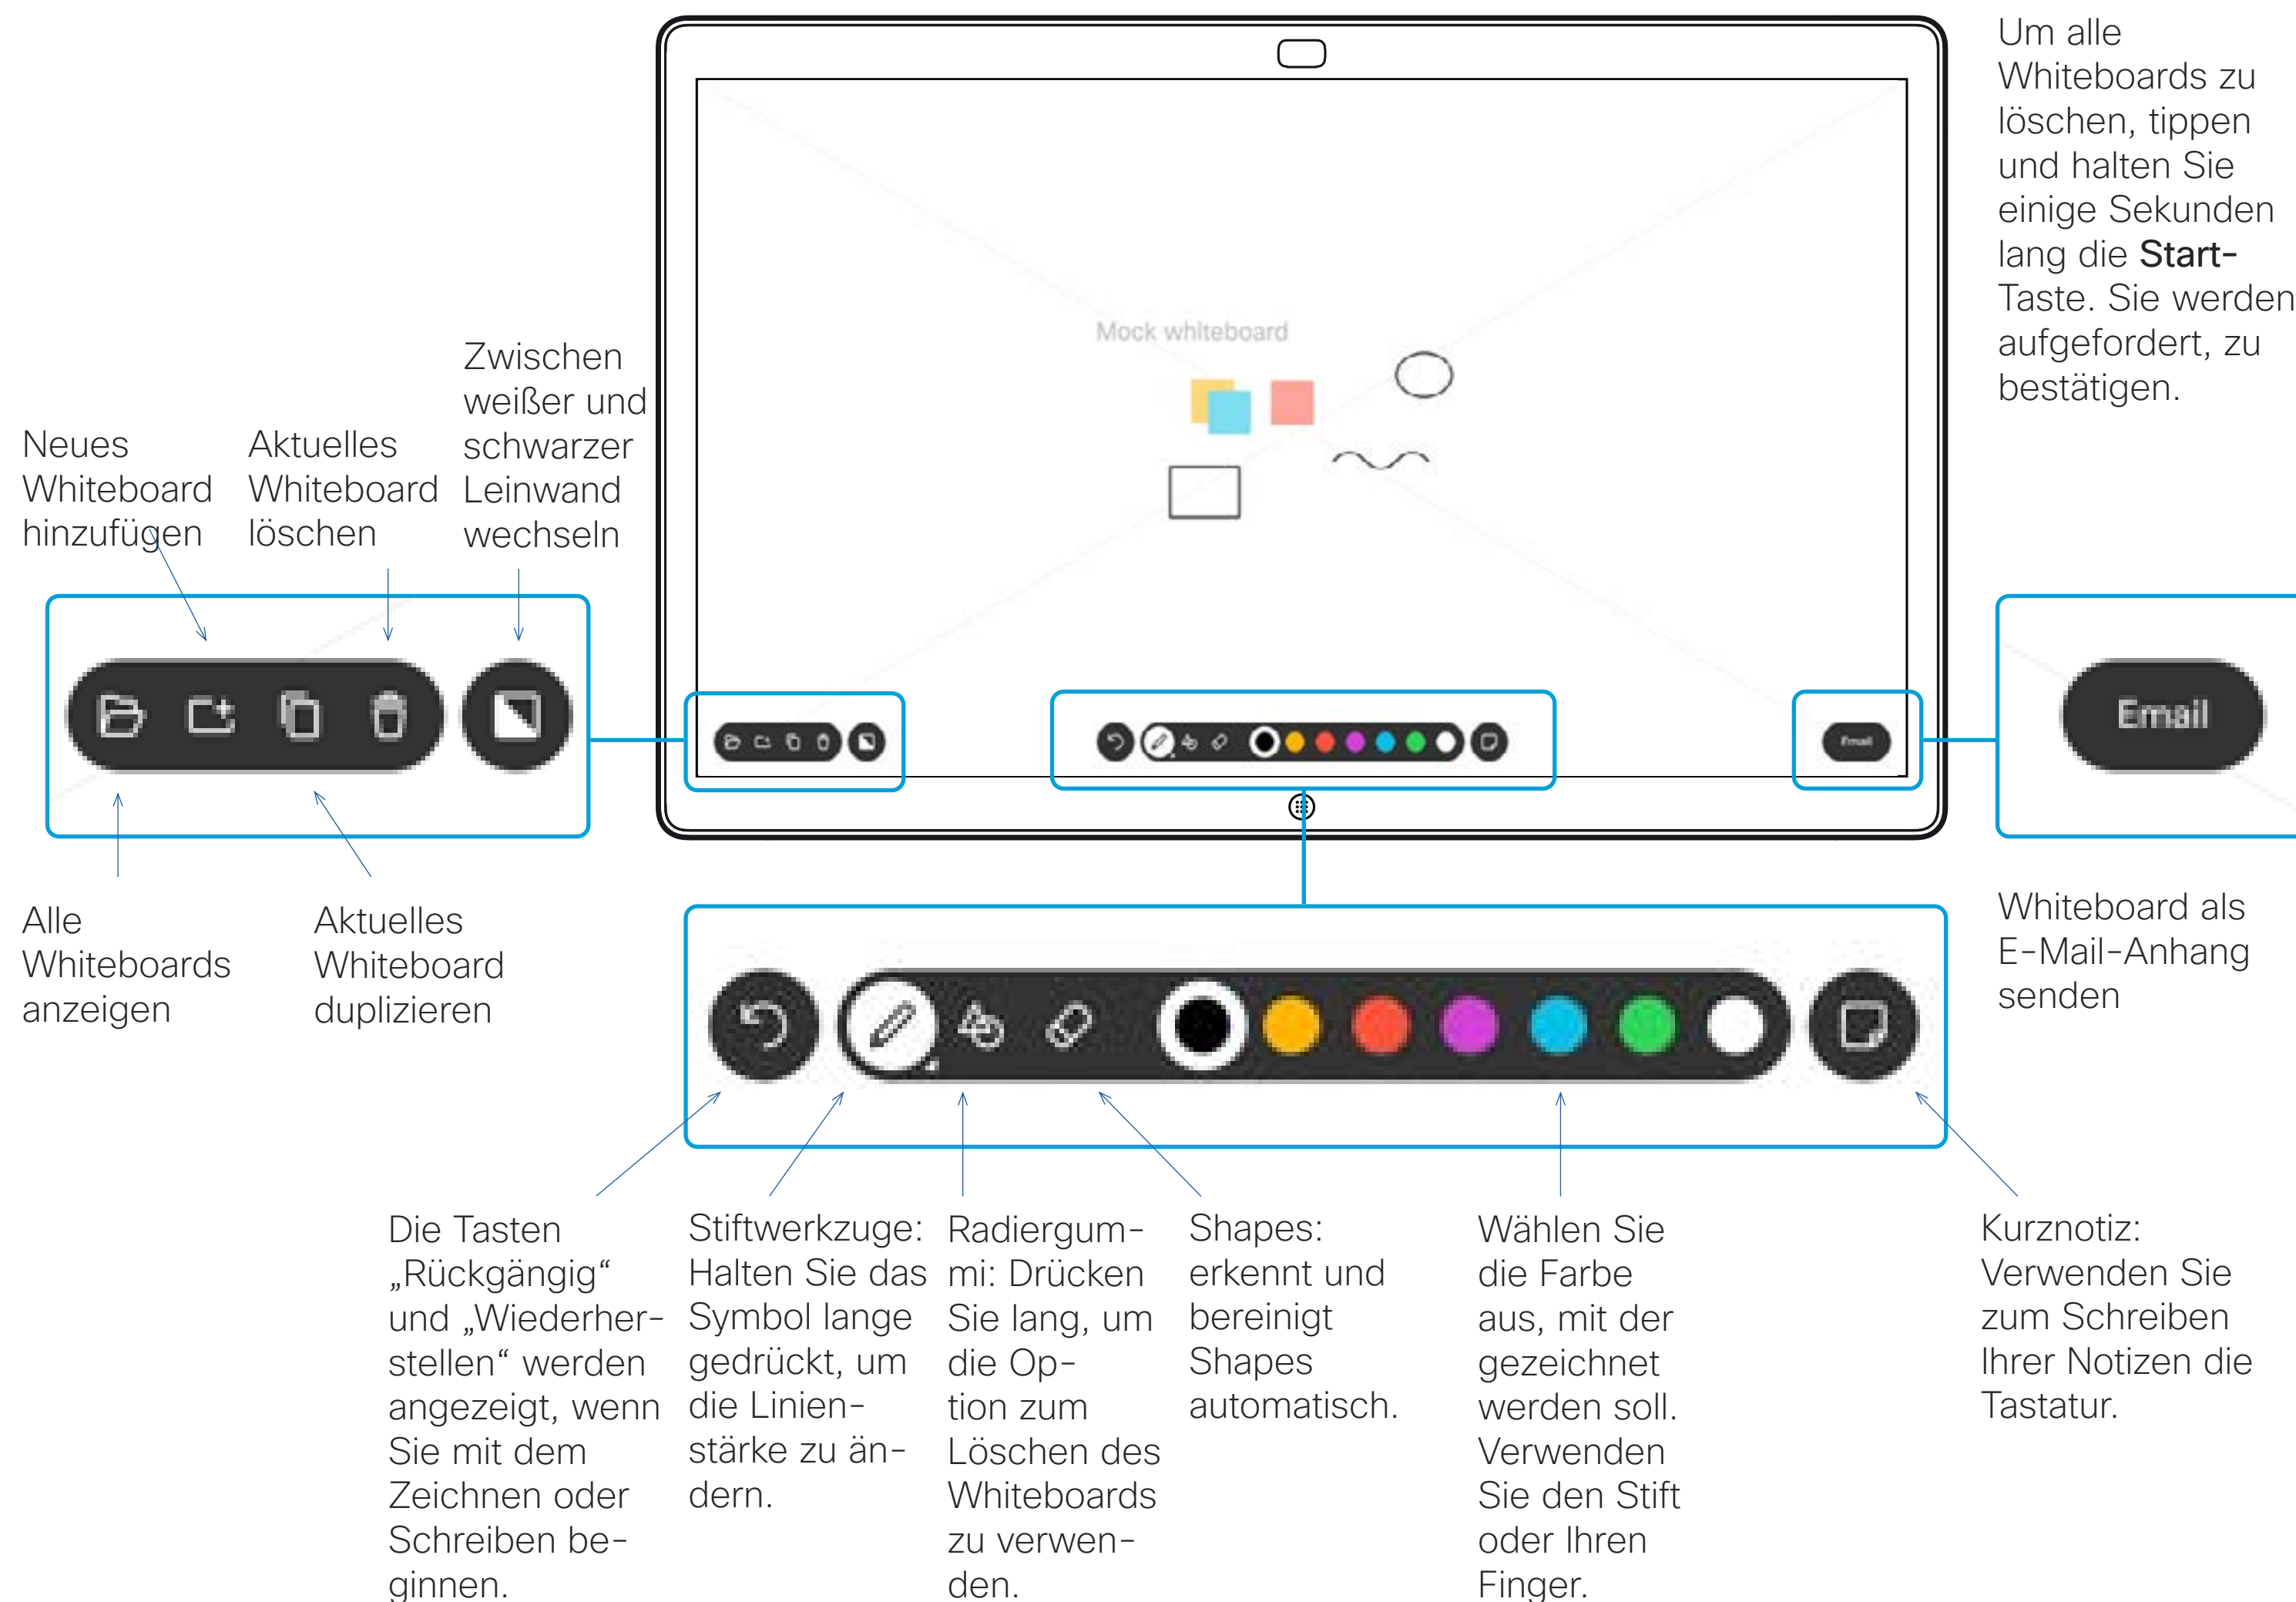 Um alle
Whiteboards zu
löschen, tippen
und halten Sie
einige Sekunden
lang die Start-
Taste. Sie werden
aufgefordert, zu
bestätigen.
Mock whiteboard
Neues
Whiteboard
hinzufügen
Aktuelles
Whiteboard
löschen
Zwischen
weißer und
schwarzer
Leinwand
wechseln
Email
Email
Alle
Whiteboards
anzeigen
Aktuelles
Whiteboard
duplizieren
Whiteboard als
E-Mail-Anhang
senden
Die Tasten
„Rückgängig“
und „Wiederher-
stellen“ werden
angezeigt, wenn
Sie mit dem
Zeichnen oder
Schreiben be-
ginnen.
Stiftwerkzuge:
Halten Sie das
Symbol lange
gedrückt, um
die Linien-
stärke zu än-
dern.
Radiergum-
mi: Drücken
Sie lang, um
die Op-
tion zum
Löschen des
Whiteboards
zu verwen-
den.
Shapes:
erkennt und
bereinigt
Shapes
automatisch.
Wählen Sie
die Farbe
aus, mit der
gezeichnet
werden soll.
Verwenden
Sie den Stift
oder Ihren
Finger.
Kurznotiz:
Verwenden Sie
zum Schreiben
Ihrer Notizen die
Tastatur.